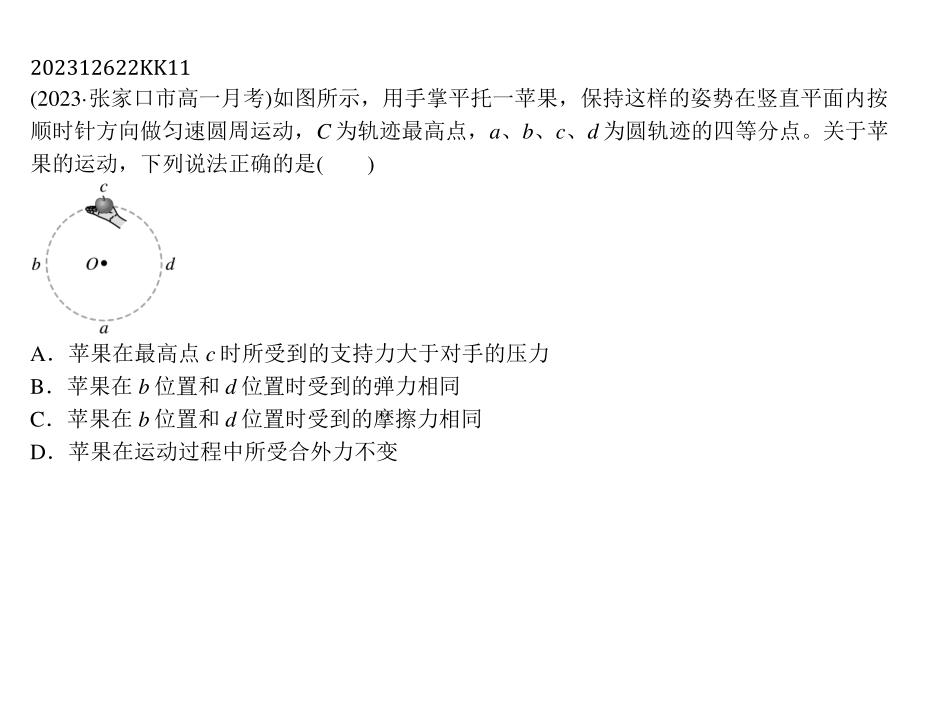 202312622KK11
(2023·张家口市高一月考)如图所示，用手掌平托一苹果，保持这样的姿势在竖直平面内按
顺时针方向做匀速圆周运动，C 为轨迹最高点，a、b、c、d 为圆轨迹的四等分点。关于苹
果的运动，下列说法正确的是(　　)
c
b
O
d
a
A．苹果在最高点 c 时所受到的支持力大于对手的压力
B．苹果在 b 位置和 d 位置时受到的弹力相同
C．苹果在 b 位置和 d 位置时受到的摩擦力相同
D．苹果在运动过程中所受合外力不变